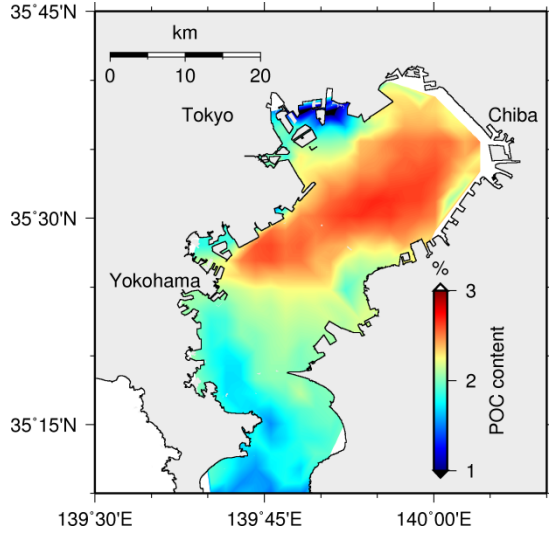 35°45'N
km
0 10 20
Tokyo
Chiba
35°30'N
Yokohama
%
3
2
1
POC content
35°15'N
139°30'E 139°45'E 140°00'E